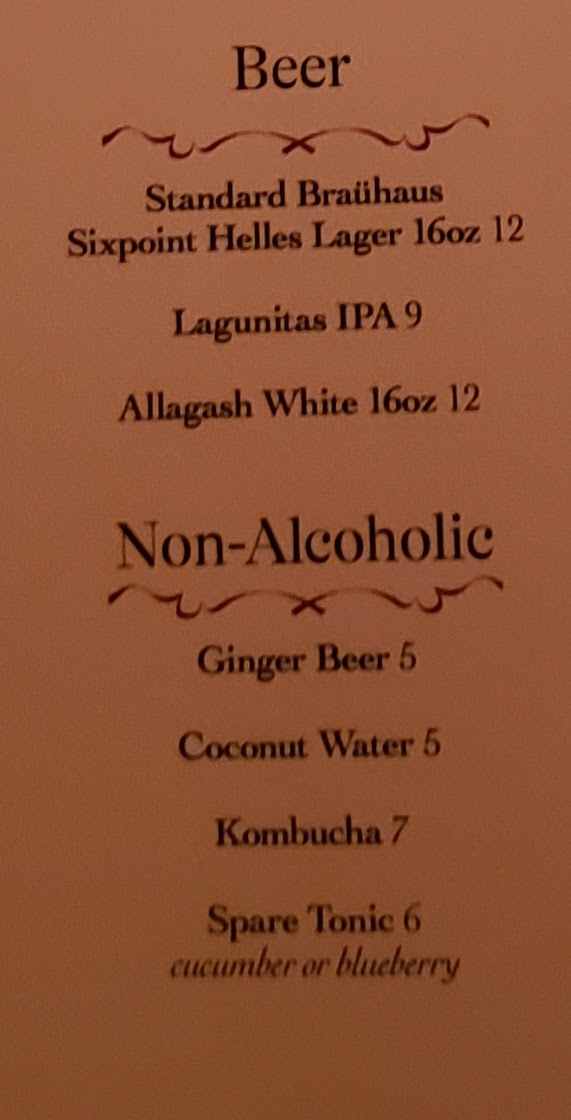 Beer
Standard Braühaus
Sixpoint Helles Lager 16oz 12
Lagunitas IPA 9
Allagash White 16oz 12
Non-Alcoholic
Ginger Beer 5
Coconut Water 5
Kombucha 7
Spare Tonic 6
cucumber or blueberry